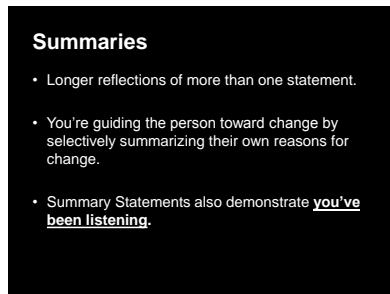 Summaries
• Longer reflections of more than one statement.
• You're guiding the person toward change by
selectively summarizing their own reasons for
change.
• Summary Statements also demonstrate you've
been listening.